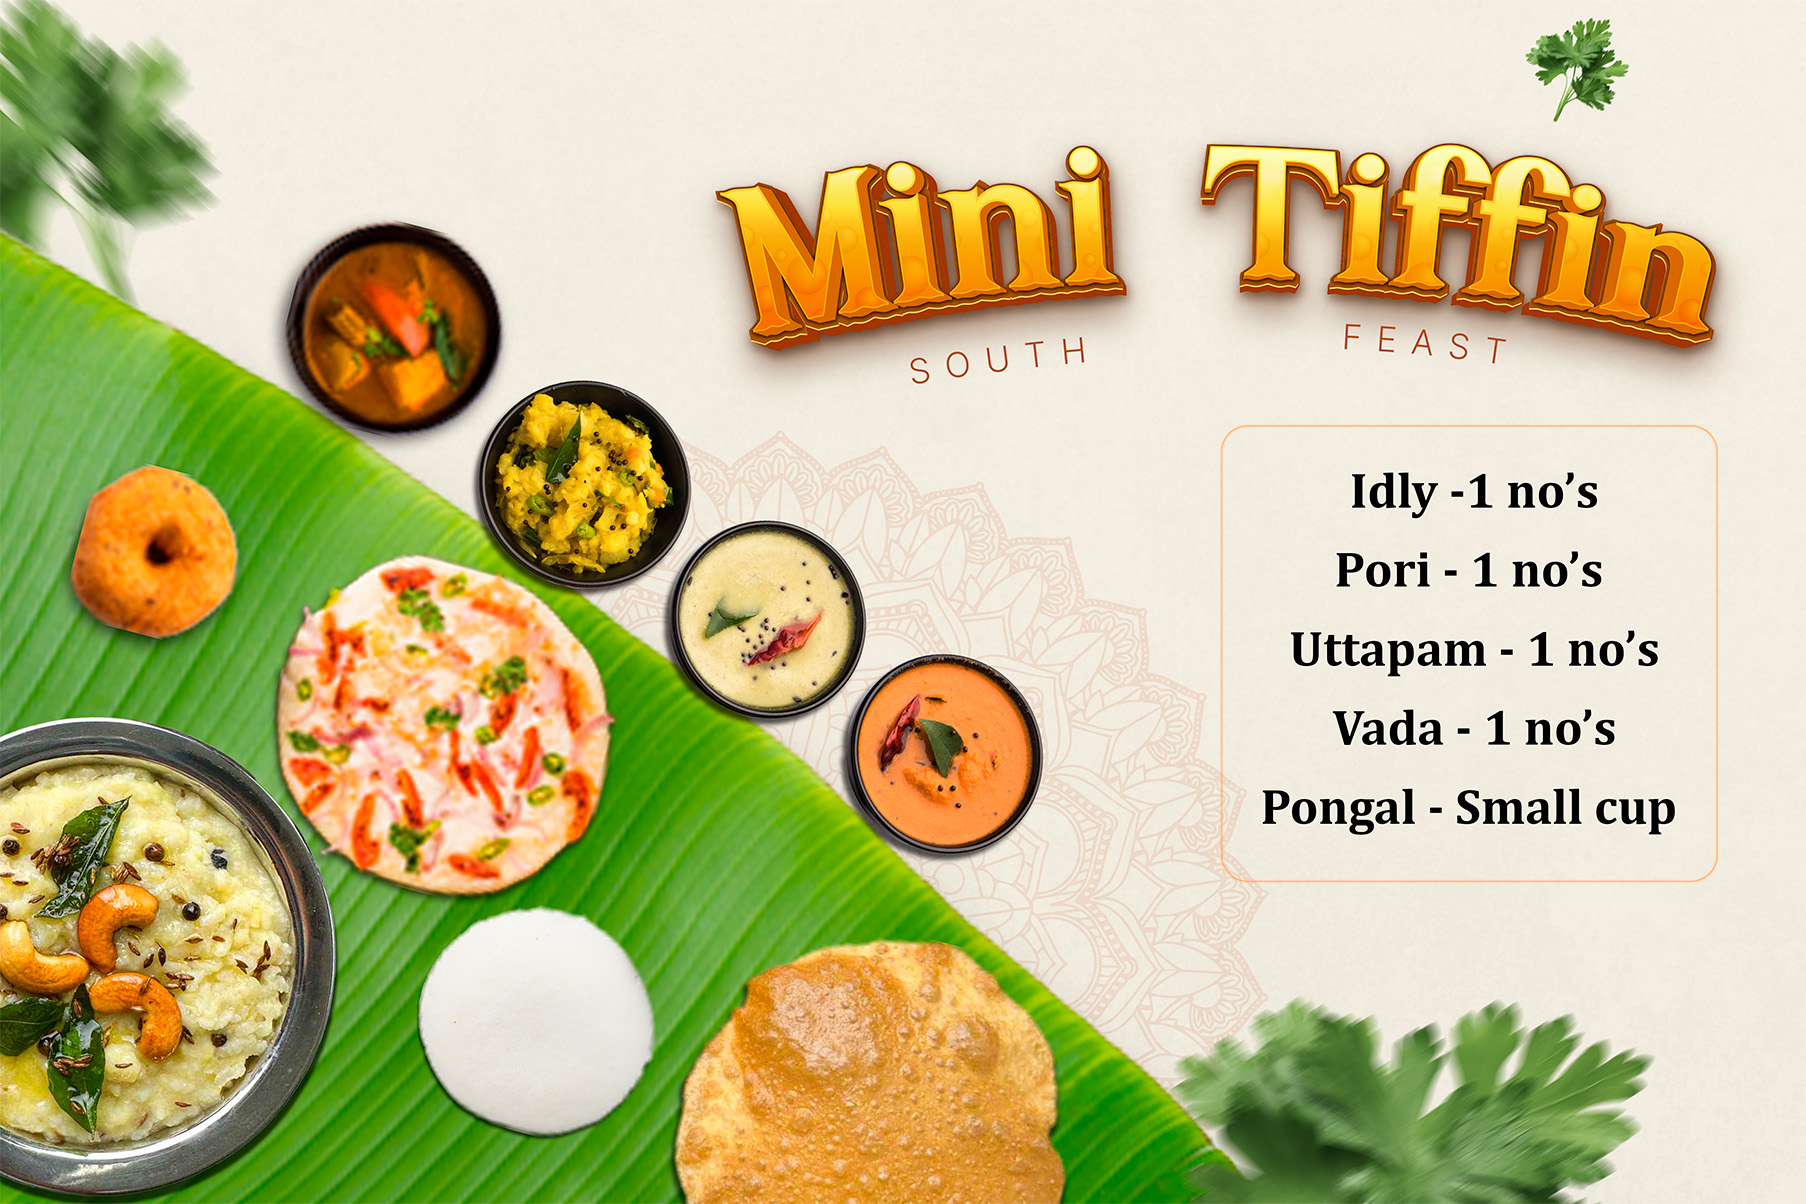 Mini Tiffin
SOUTH FEAST
Idly -1 no’s
Pori - 1 no’s
Uttapam - 1 no’s
Vada - 1 no’s
Pongal - Small cup